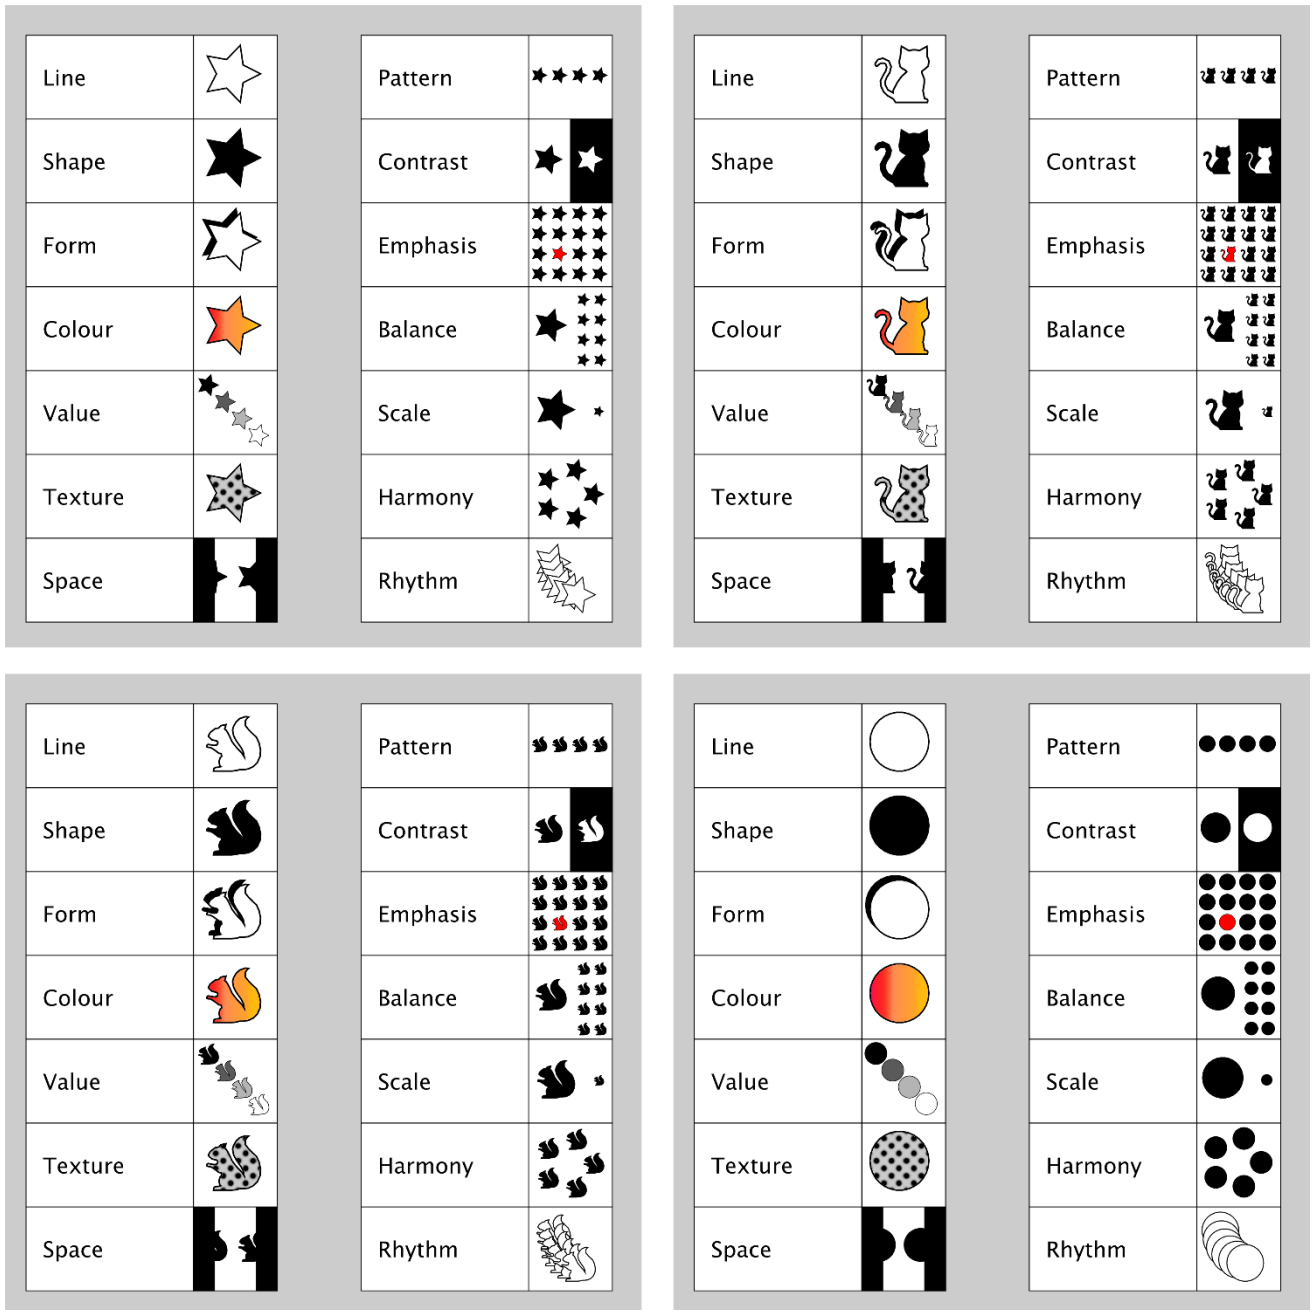 Line
Shape
Form
Colour
Value
Texture
Space
Pattern
Contrast
Emphasis
Balance
Scale
Harmony
Rhythm
Line
Shape
Form
Colour
Value
Texture
Space
Pattern
Contrast
Emphasis
Balance
Scale
Harmony
Rhythm
Line
Shape
Form
Colour
Value
Texture
Space
Pattern
Contrast
Emphasis
Balance
Scale
Harmony
Rhythm
Line
Shape
Form
Colour
Value
Texture
Space
Pattern
Contrast
Emphasis
Balance
Scale
Harmony
Rhythm